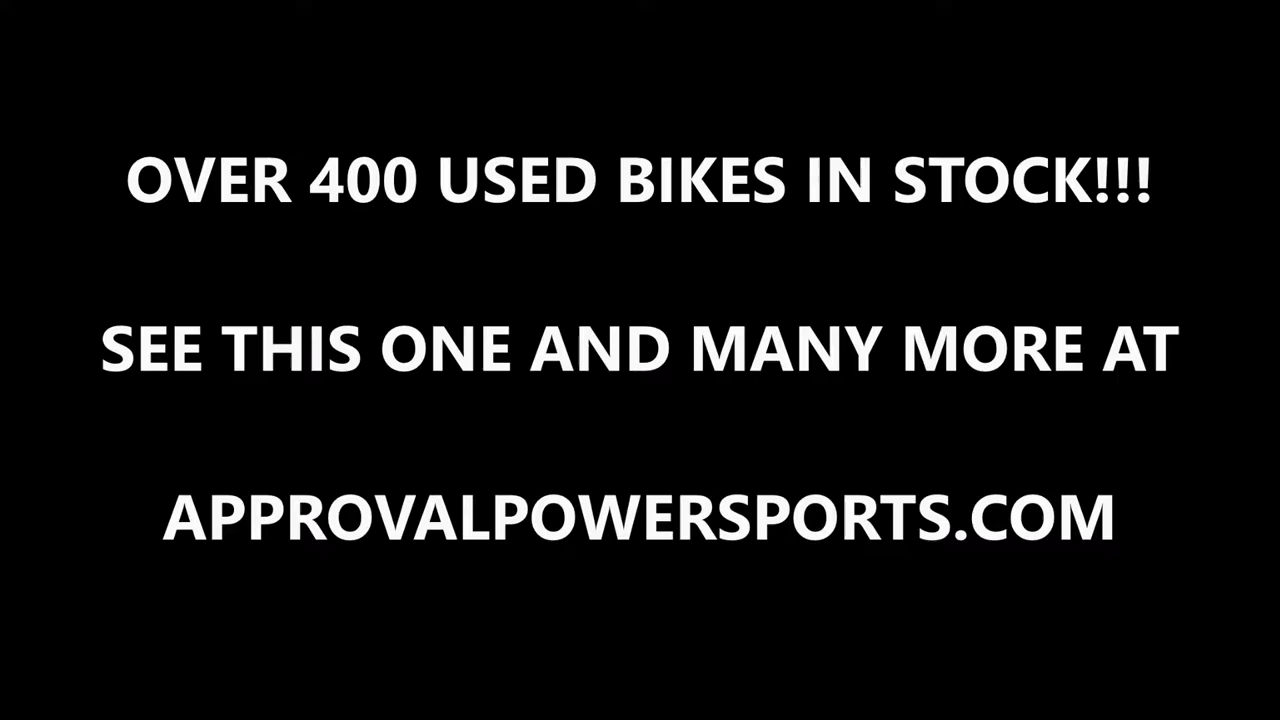 OVER 400 USED BIKES IN STOCK!!!
SEE THIS ONE AND MANY MORE AT
APPROVALPOWERSPORTS.COM